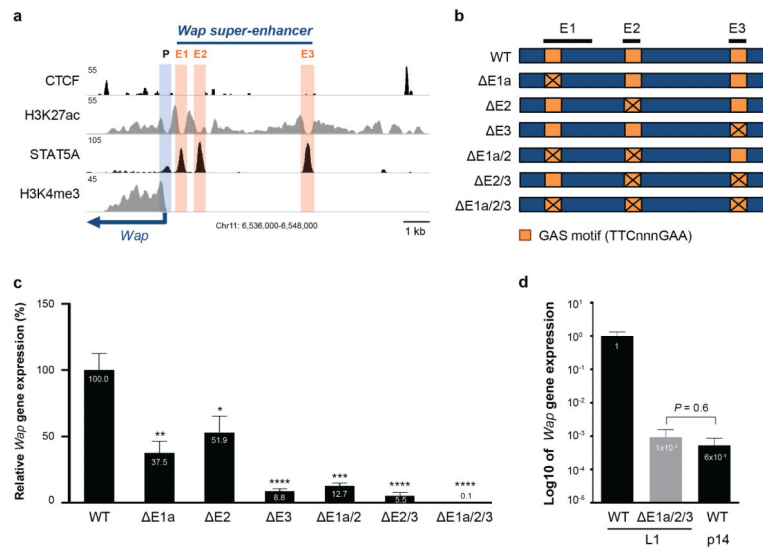 a
Wap super-enhancer
P E1 E2 E3
CTCF
55
H3K27ac
55
STAT5A
105
H3K4me3
45
Wap
Chr11: 6,536,000-6,548,000
1 kb
b
E1 E2 E3
WT
ΔE1a
ΔE2
ΔE3
ΔE1a/2
ΔE2/3
ΔE1a/2/3
GAS motif (TTCnnnGAA)
c
Relative Wap gene expression (%)
150
100
50
0
100.0
**
37.5
*
51.9
****
8.8
***
12.7
****
5.5
****
0.1
WT ΔE1a ΔE2 ΔE3 ΔE1a/2 ΔE2/3 ΔE1a/2/3
d
Log10 of Wap gene expression
10¹
10⁰
10⁻¹
10⁻²
10⁻³
10⁻⁴
10⁻⁵
1
P = 0.6
1x10⁻³
6x10⁻⁴
WT ΔE1a/2/3 WT
L1 p14